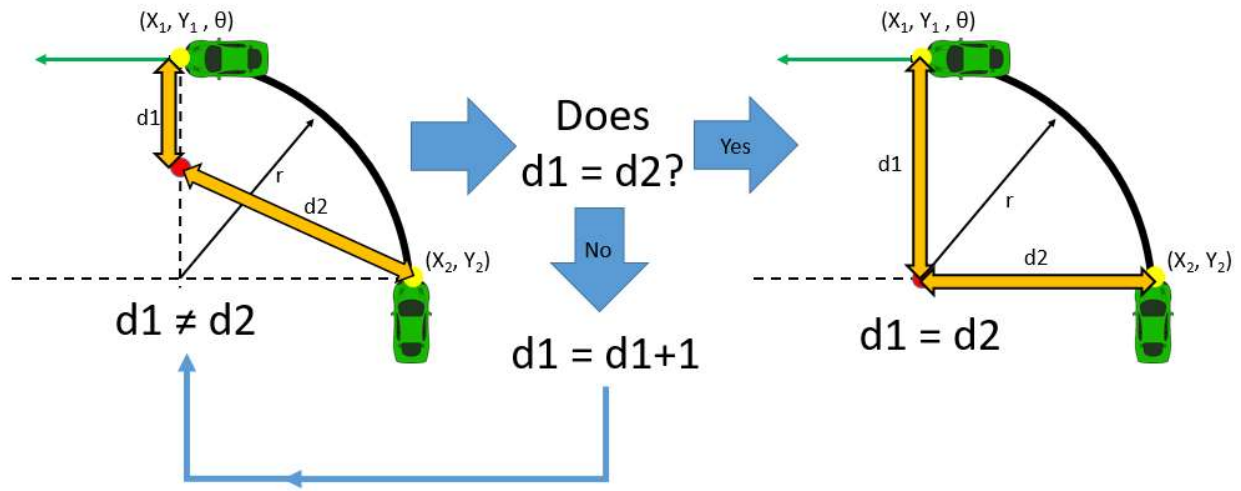 (X₁, Y₁ , θ)
d1
r
d2
(X₂, Y₂)
d1 ≠ d2
Does
d1 = d2?
Yes
No
d1 = d1+1
(X₁, Y₁ , θ)
d1
r
d2
(X₂, Y₂)
d1 = d2